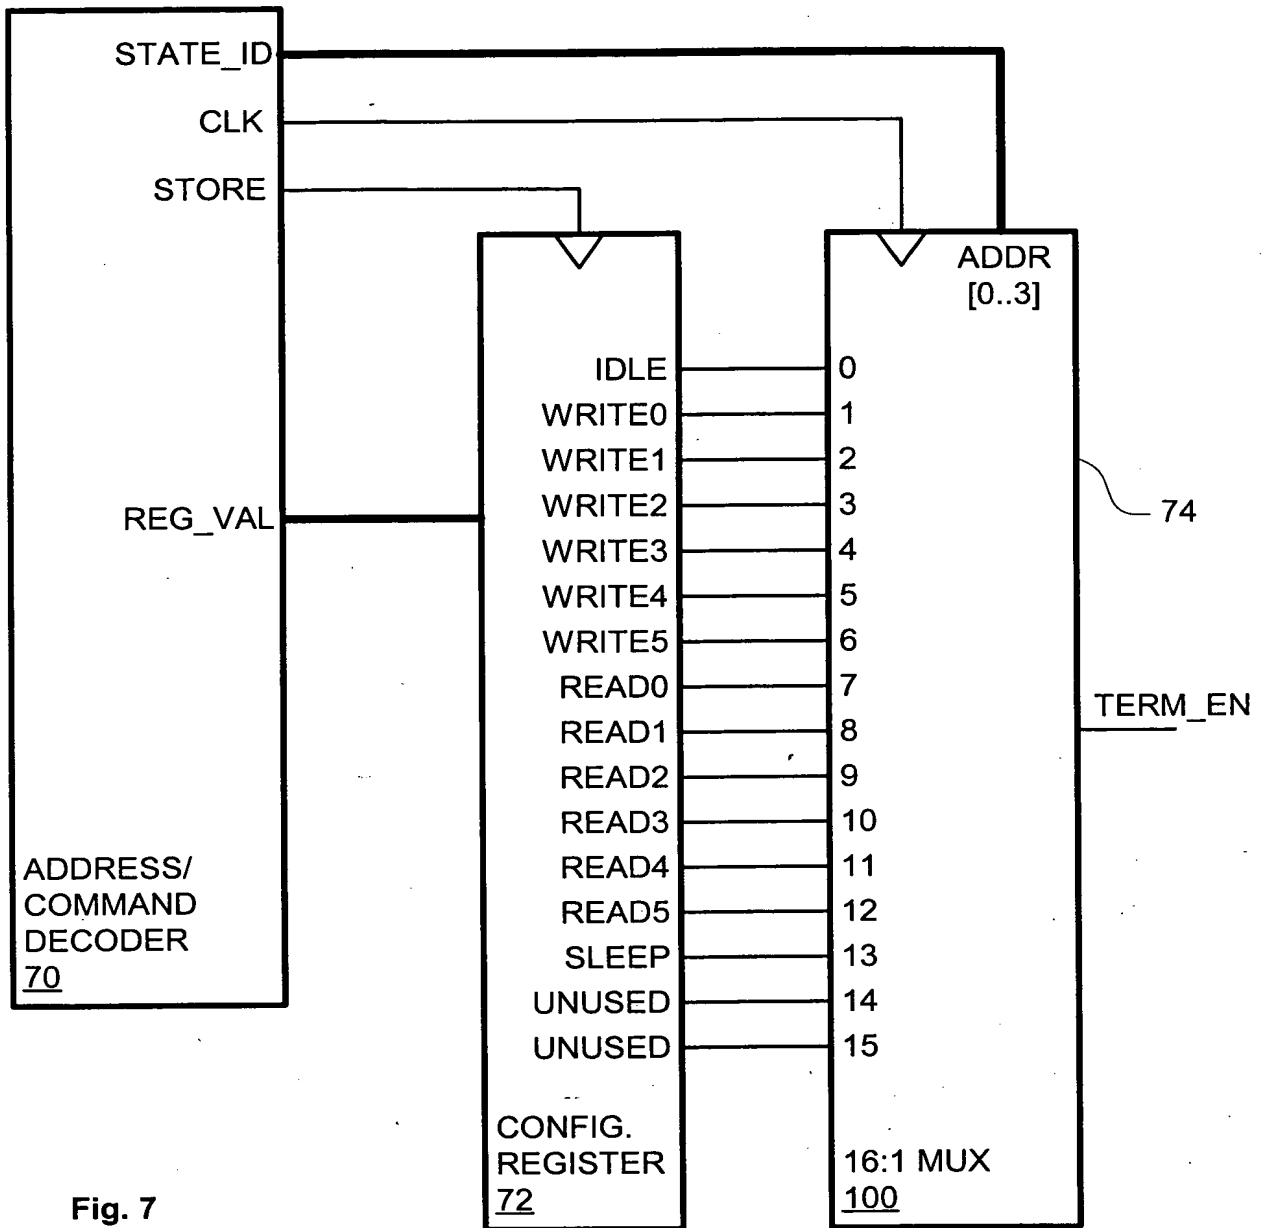 STATE_ID
CLK
STORE
ADDR
[0..3]
IDLE 0
WRITE0 1
WRITE1 2
WRITE2 3
WRITE3 4
WRITE4 5
WRITE5 6
READ0 7
READ1 8
READ2 9
READ3 10
READ4 11
READ5 12
SLEEP 13
UNUSED 14
UNUSED 15
REG_VAL
74
TERM_EN
ADDRESS/
COMMAND
DECODER
70
CONFIG.
REGISTER
72
16:1 MUX
100
Fig. 7